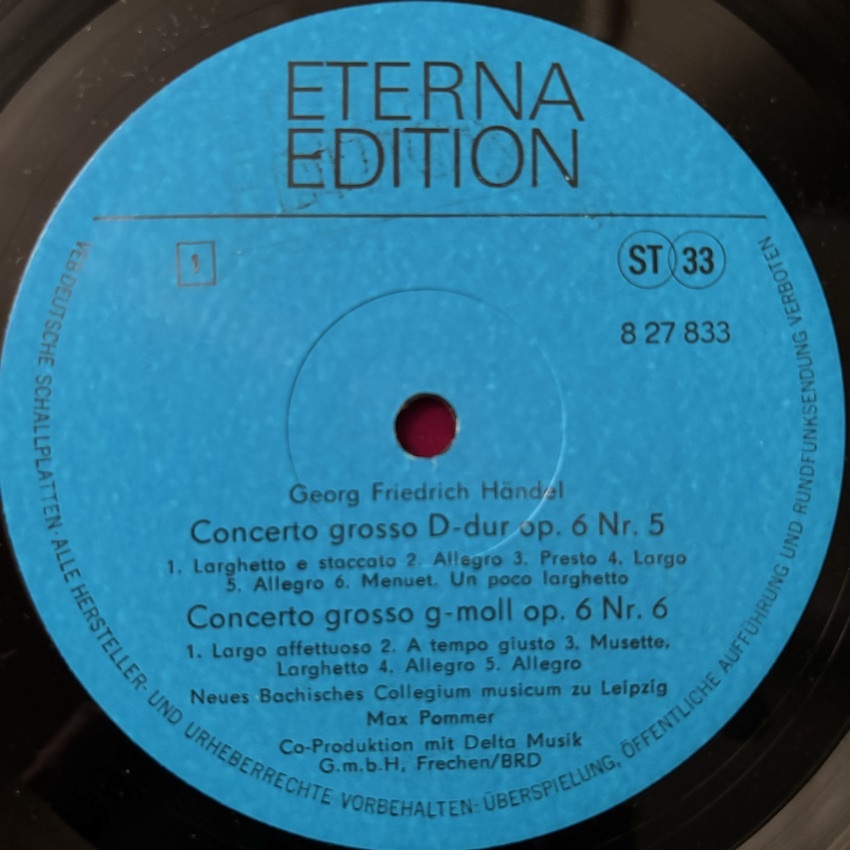 ETERNA
EDITION
1
ST 33
8 27 833
Georg Friedrich Händel
Concerto grosso D-dur op. 6 Nr. 5
1. Larghetto e staccato 2. Allegro 3. Presto 4. Largo
5. Allegro 6. Menuet. Un poco larghetto
Concerto grosso g-moll op. 6 Nr. 6
1. Largo affettuoso 2. A tempo giusto 3. Musette.
Larghetto 4. Allegro 5. Allegro
Neues Bachisches Collegium musicum zu Leipzig
Max Pommer
Co-Produktion mit Delta Musik
G.m.b.H, Frechen/BRD
VEB DEUTSCHE SCHALLPLATTEN · ALLE HERSTELLER- UND URHEBERRECHTE VORBEHALTEN · ÜBERSPIELUNG, ÖFFENTLICHE AUFFÜHRUNG UND RUNDFUNKSENDUNG VERBOTEN